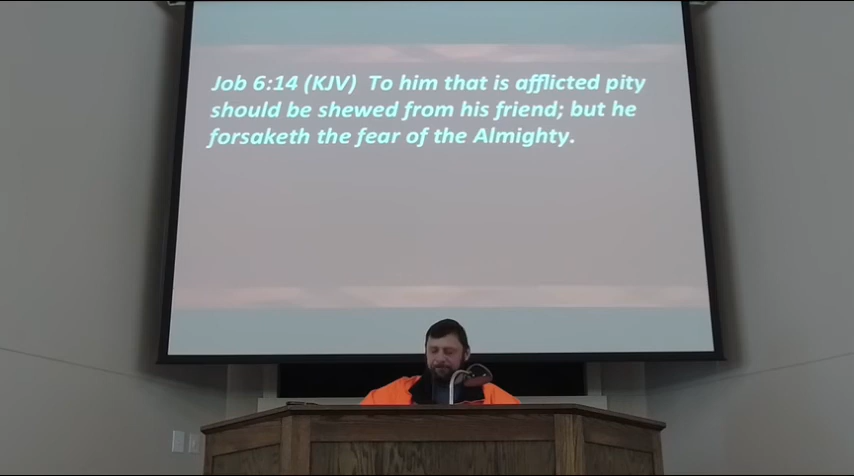 Job 6:14 (KJV)  To him that is afflicted pity
should be shewed from his friend; but he
forsaketh the fear of the Almighty.